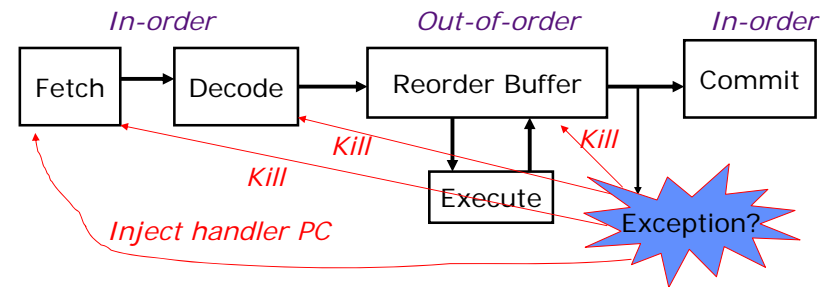 In-order
Out-of-order
In-order
Fetch
Decode
Reorder Buffer
Commit
Kill
Kill
Kill
Execute
Exception?
Inject handler PC